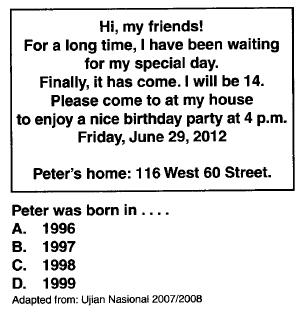 Hi, my friends!
For a long time, I have been waiting
for my special day.
Finally, it has come. I will be 14.
Please come to at my house
to enjoy a nice birthday party at 4 p.m.
Friday, June 29, 2012
Peter's home: 116 West 60 Street.
Peter was born in . . . .
A. 1996
B. 1997
C. 1998
D. 1999
Adapted from: Ujian Nasional 2007/2008